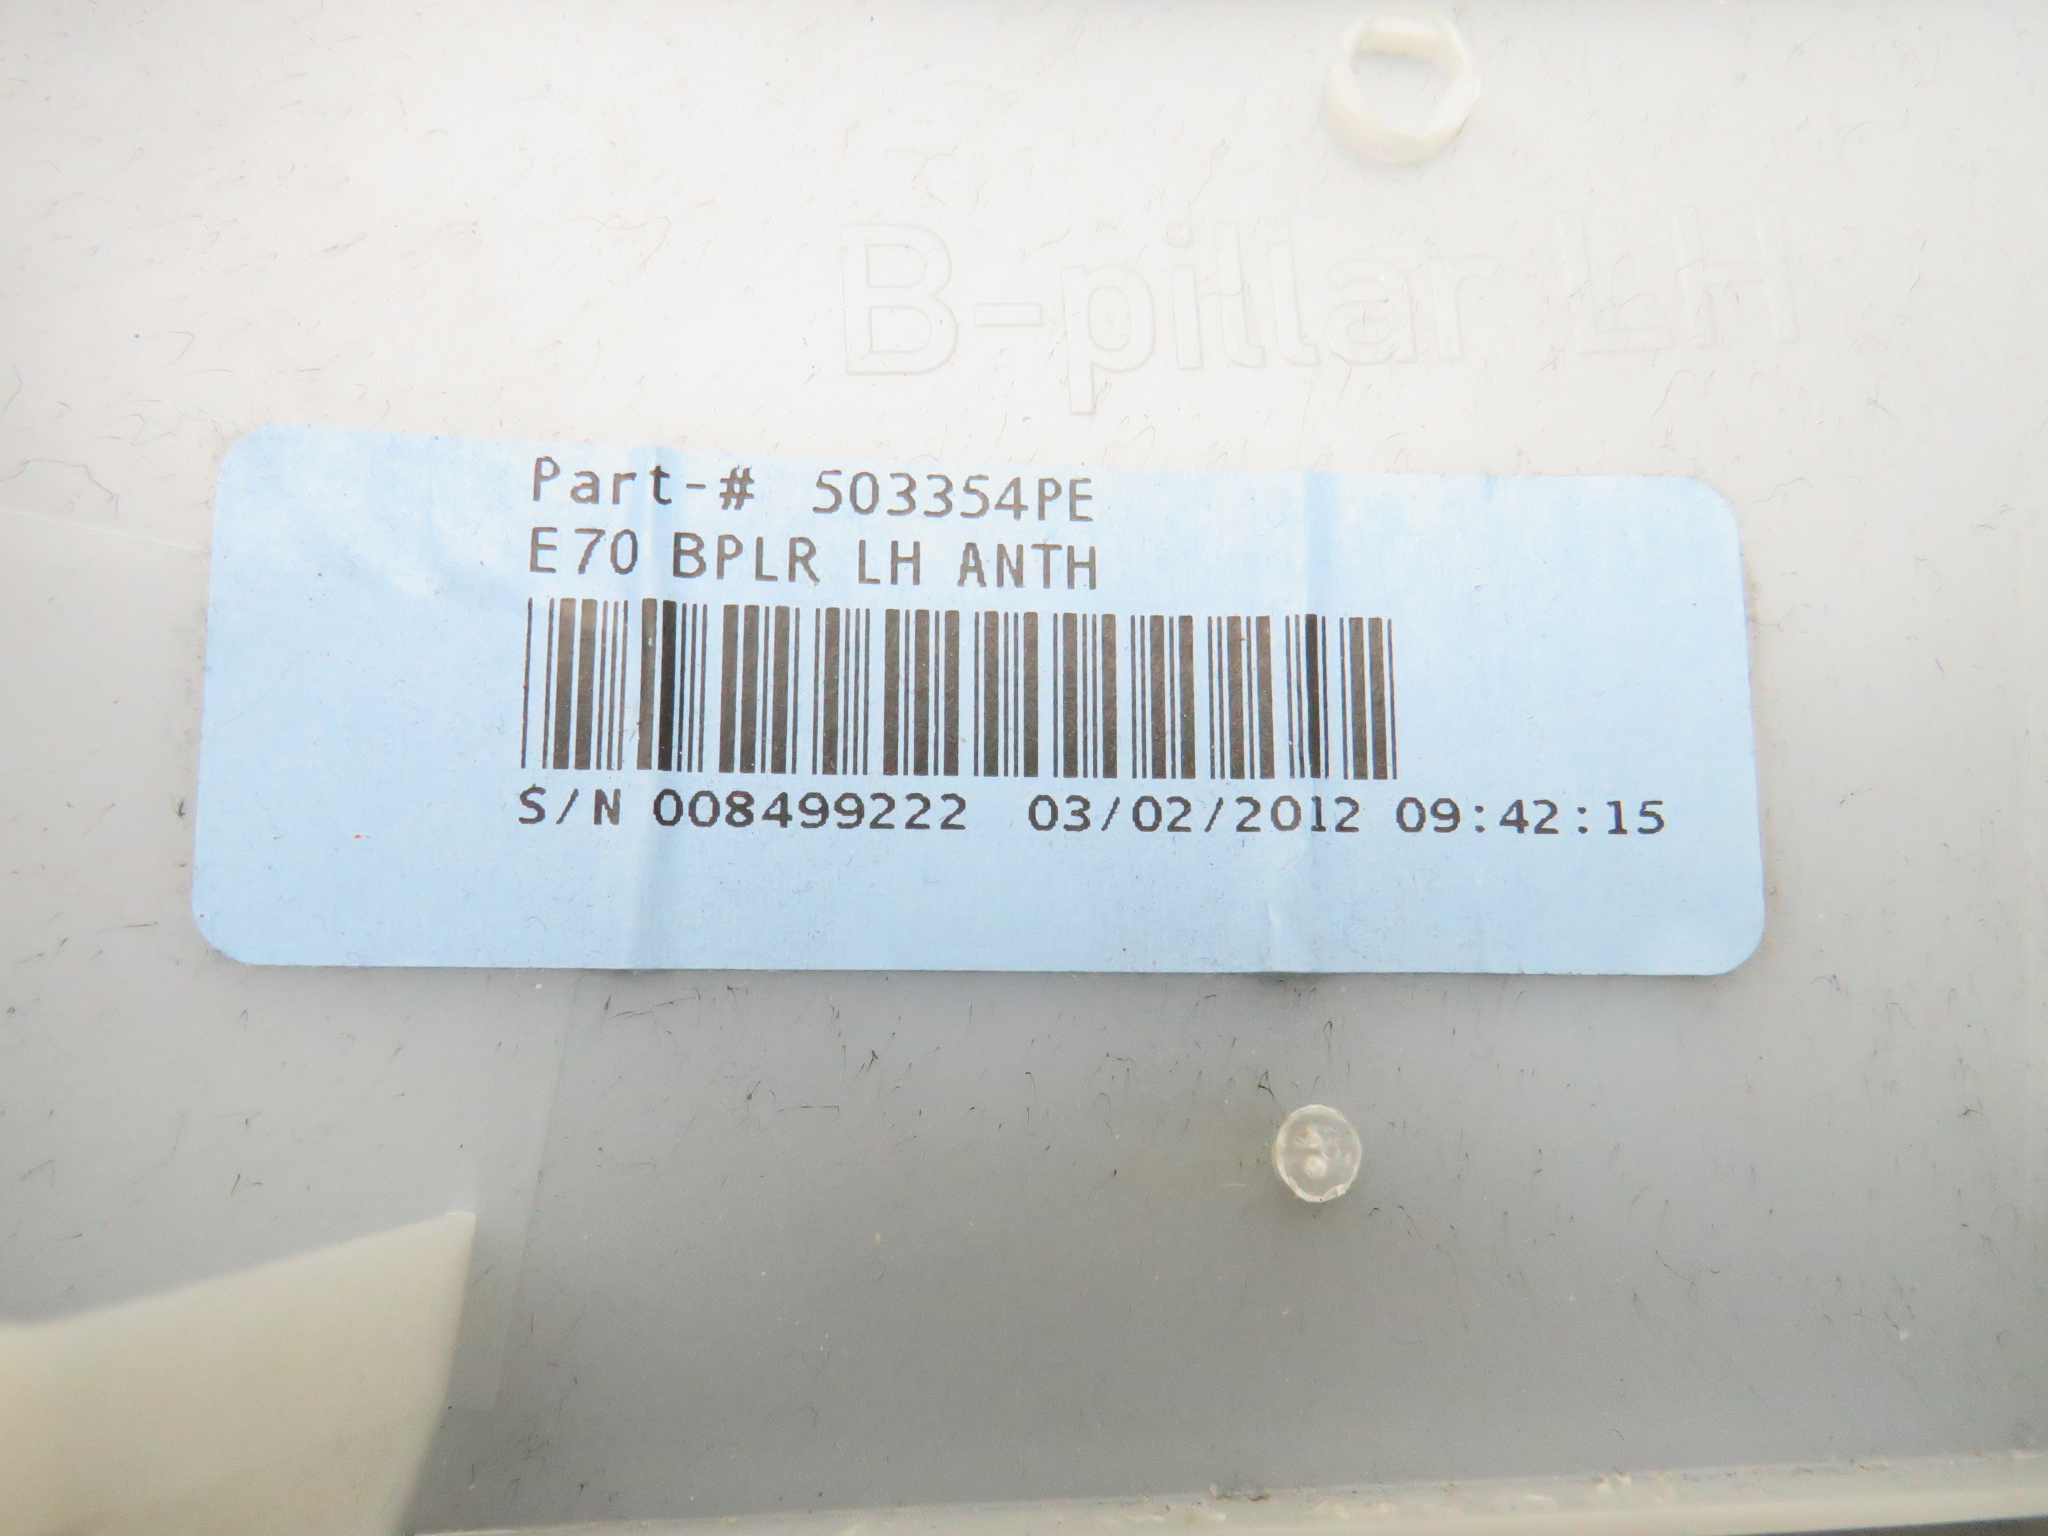 B-pillar LH
Part-# 503354PE
E70 BPLR LH ANTH
S/N 008499222 03/02/2012 09:42:15